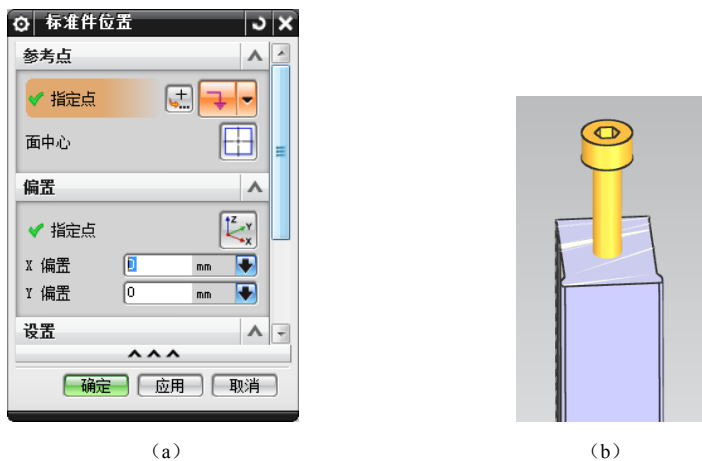 标准件位置
参考点
指定点
面中心
偏置
指定点
Z
Y
X
X 偏置
mm
Y 偏置
0
mm
设置
确定
应用
取消
（a）
（b）